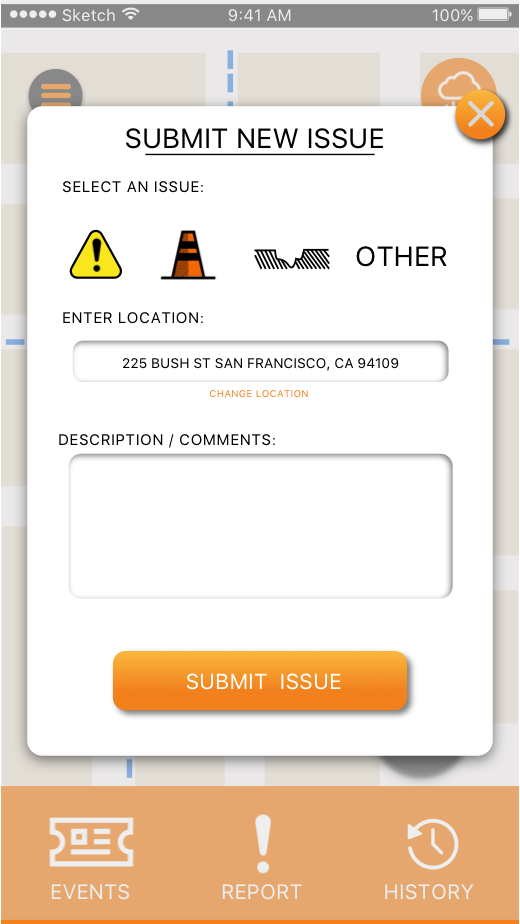 Sketch 9:41 AM 100%
SUBMIT NEW ISSUE
SELECT AN ISSUE:
OTHER
ENTER LOCATION:
225 BUSH ST SAN FRANCISCO, CA 94109
CHANGE LOCATION
DESCRIPTION / COMMENTS:
SUBMIT ISSUE
EVENTS REPORT HISTORY